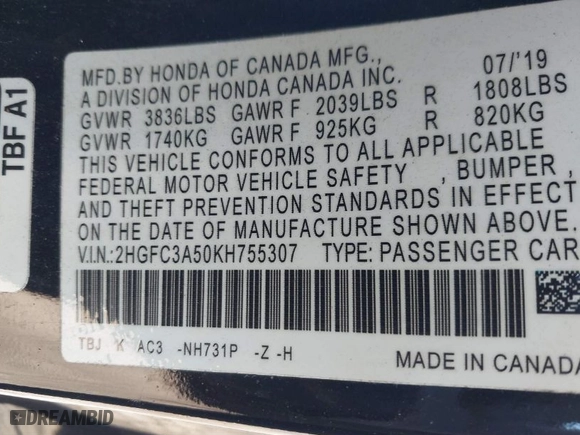 TBF A1
MFD.BY HONDA OF CANADA MFG., 07/'19
A DIVISION OF HONDA CANADA INC.
GVWR 3836LBS GAWR F 2039LBS R 1808LBS
GVWR 1740KG GAWR F 925KG R 820KG
THIS VEHICLE CONFORMS TO ALL APPLICABLE
FEDERAL MOTOR VEHICLE SAFETY , BUMPER ,
AND THEFT PREVENTION STANDARDS IN EFFECT
ON THE DATE OF MANUFACTURE SHOWN ABOVE.
V.I.N.:2HGFC3A50KH755307 TYPE: PASSENGER CAR
TBJ K AC3 -NH731P -Z -H
MADE IN CANADA
DREAMBID